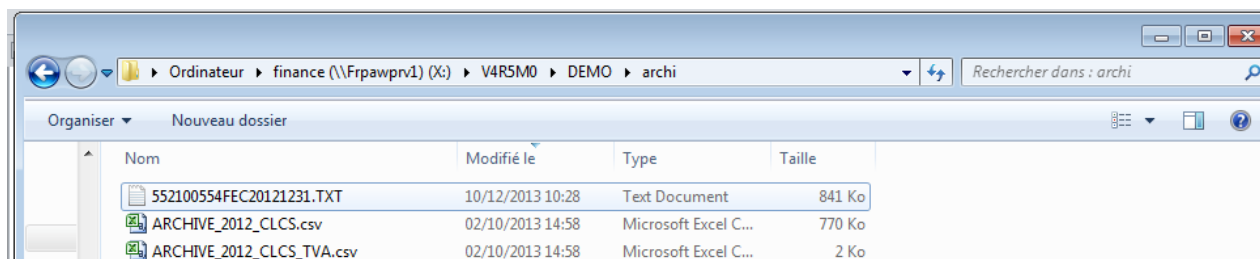 Ordinateur finance (\\Frpawprv1) (X:) V4R5M0 DEMO archi Rechercher dans : archi
Organiser Nouveau dossier
Nom Modifié le Type Taille
552100554FEC20121231.TXT 10/12/2013 10:28 Text Document 841 Ko
ARCHIVE_2012_CLCS.csv 02/10/2013 14:58 Microsoft Excel C... 770 Ko
ARCHIVE_2012_CLCS_TVA.csv 02/10/2013 14:58 Microsoft Excel C... 2 Ko